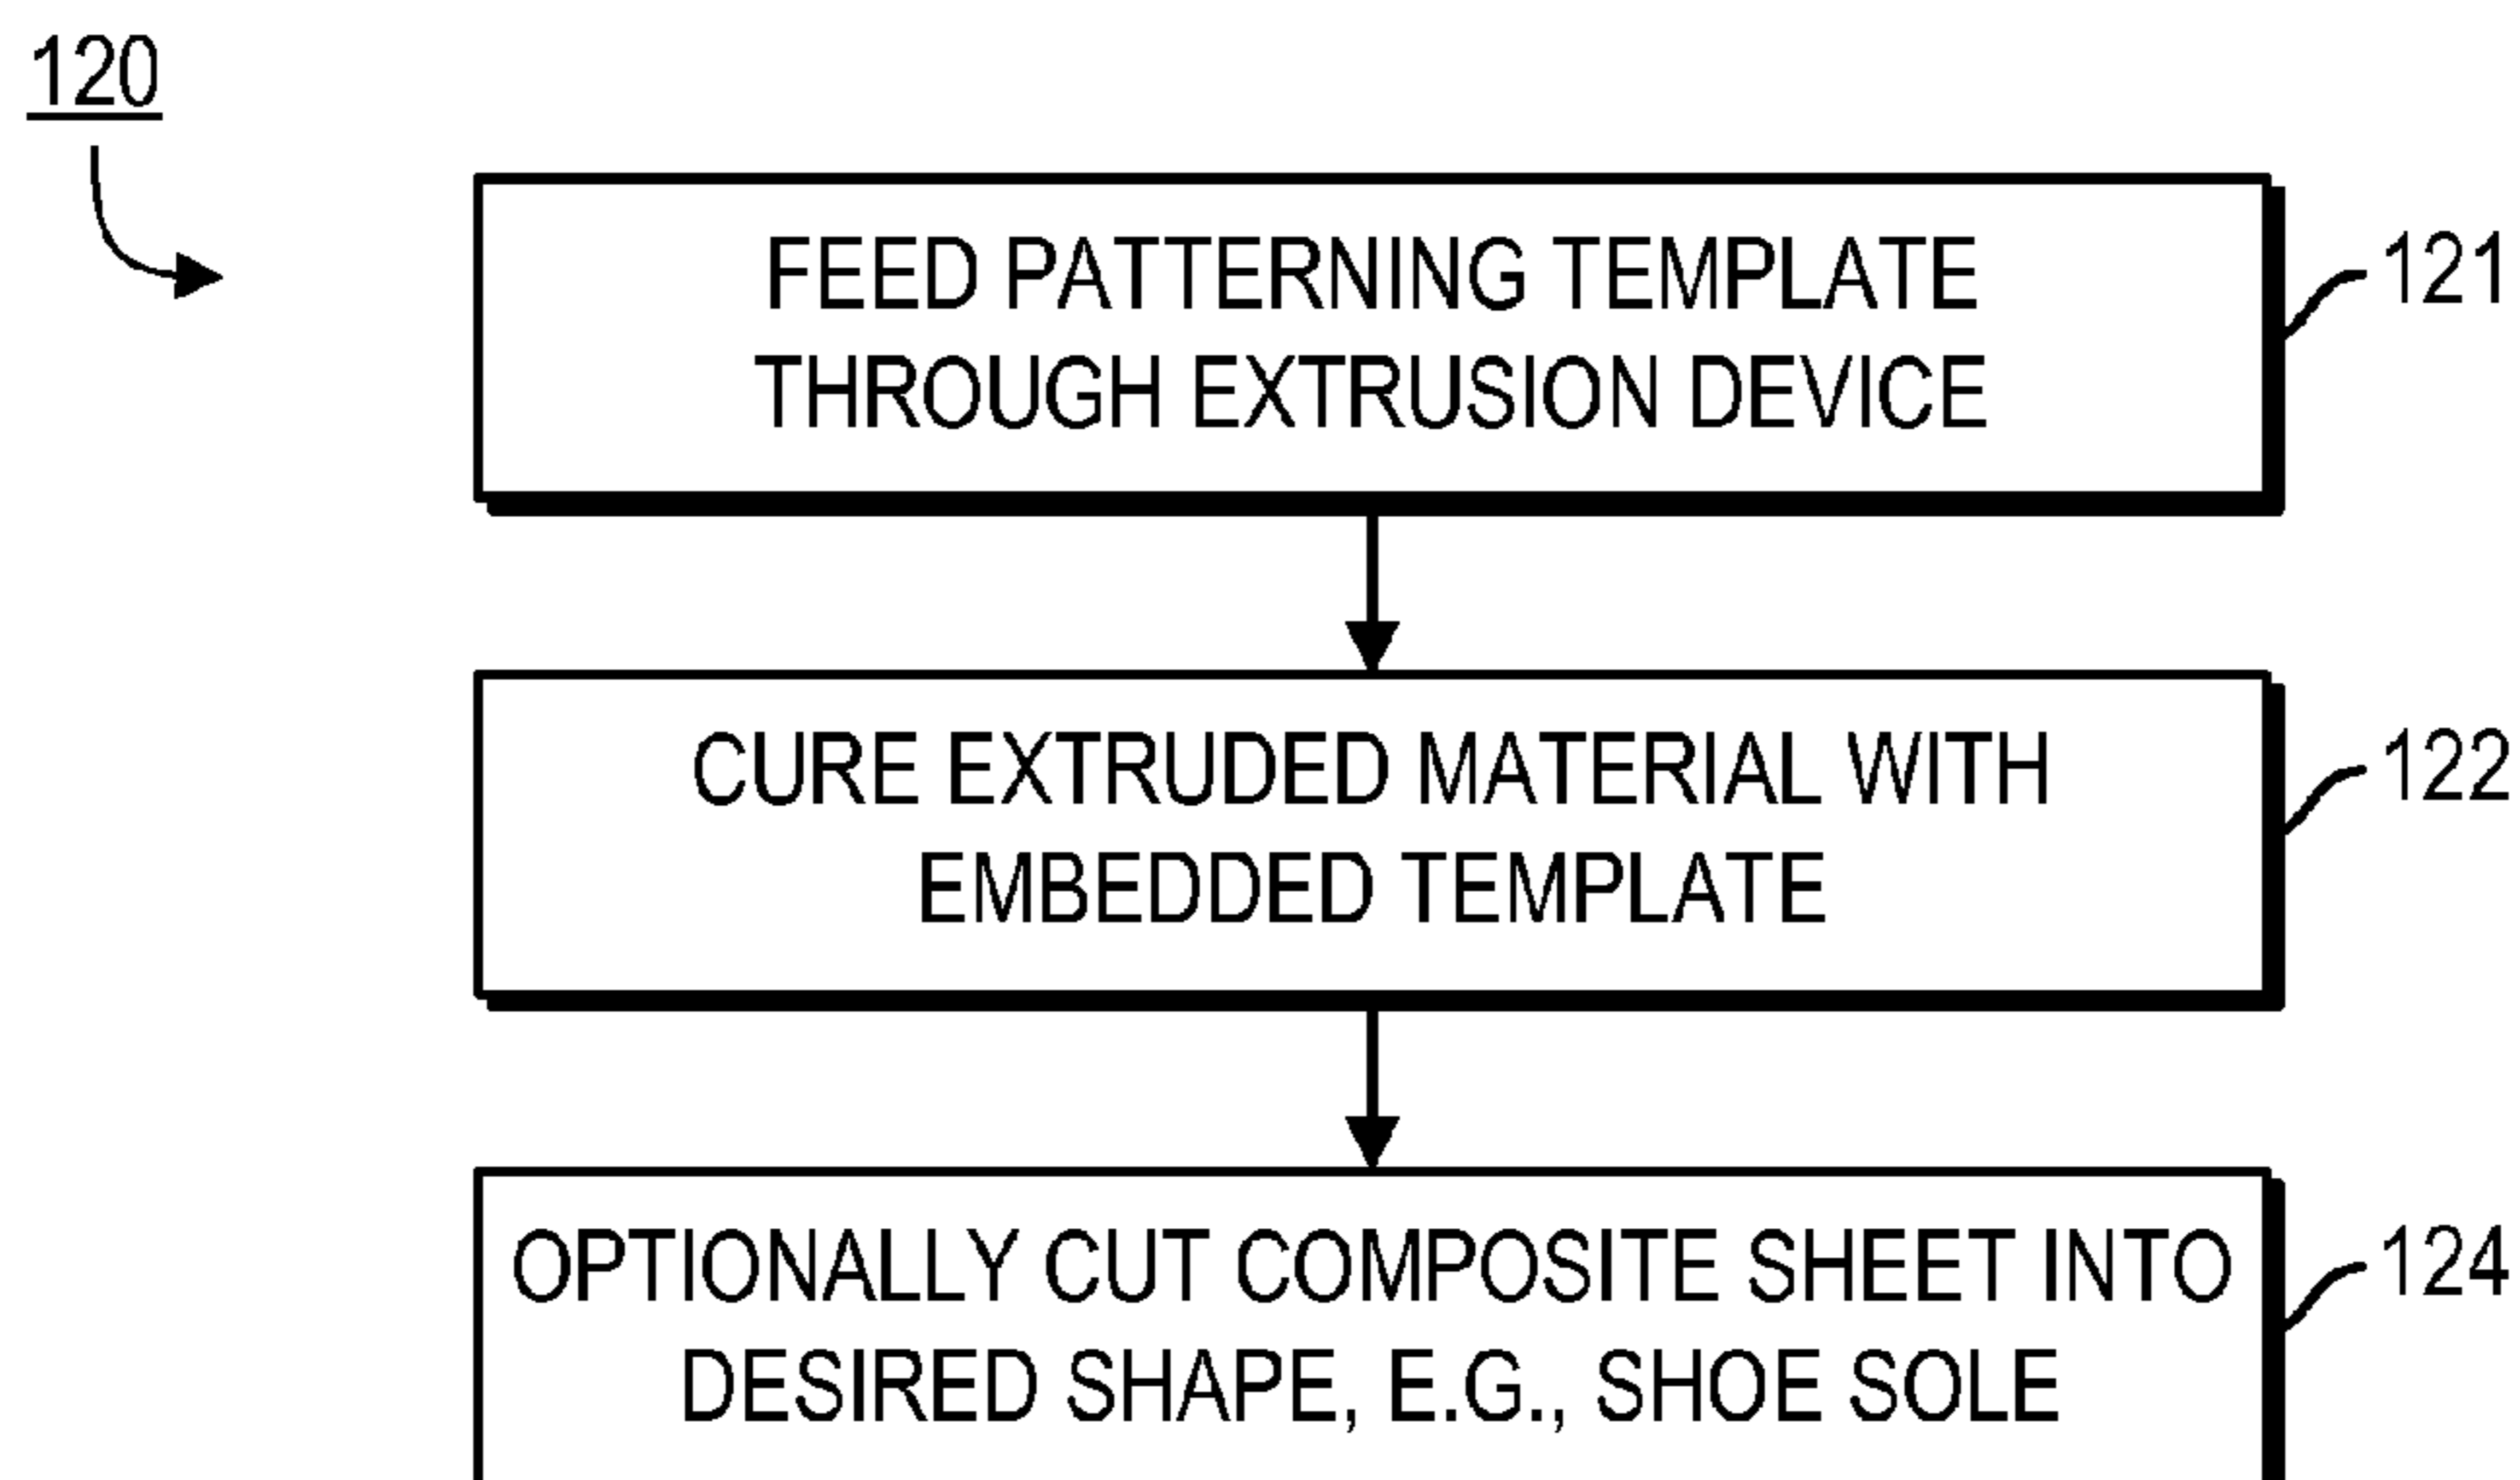 120
FEED PATTERNING TEMPLATE
THROUGH EXTRUSION DEVICE
121
CURE EXTRUDED MATERIAL WITH
EMBEDDED TEMPLATE
122
OPTIONALLY CUT COMPOSITE SHEET INTO
DESIRED SHAPE, E.G., SHOE SOLE
124